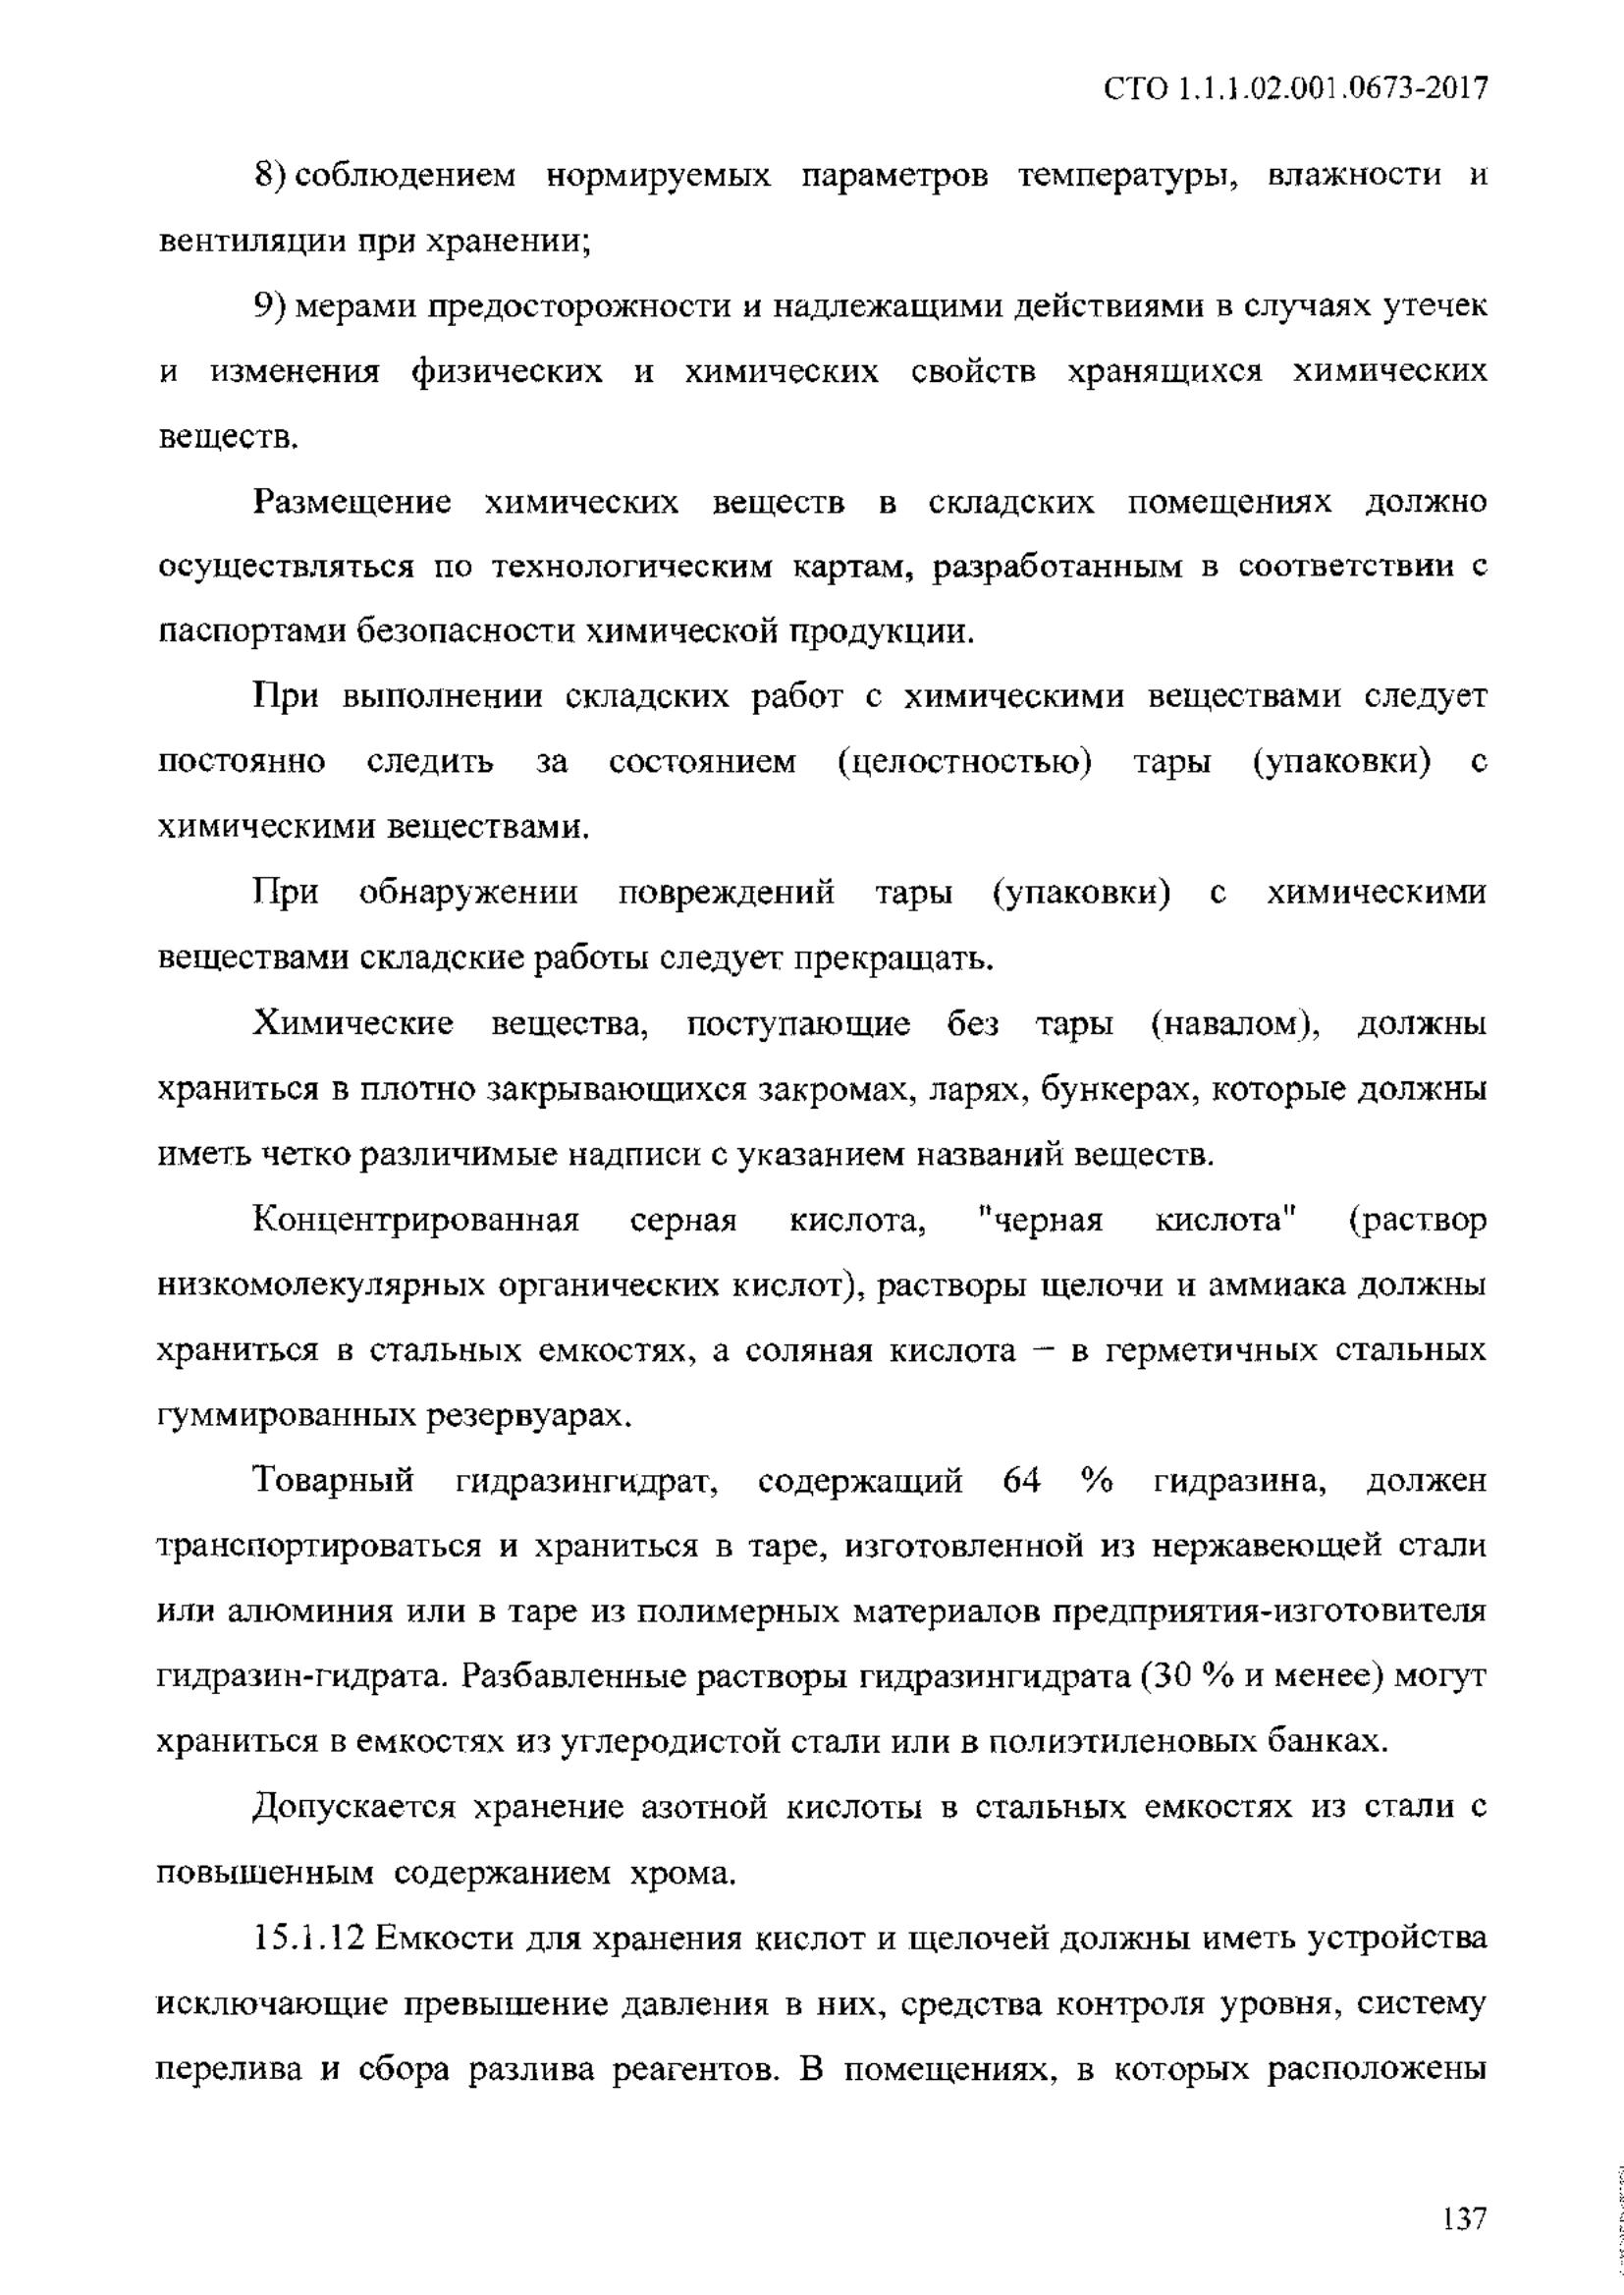 СТО 1.1.1.02.001.0673-2017
8) соблюдением нормируемых параметров температуры, влажности и
вентиляции при хранении;
9) мерами предосторожности и надлежащими действиями в случаях утечек
и изменения физических и химических свойств хранящихся химических
веществ.
Размещение химических веществ в складских помещениях должно
осуществляться по технологическим картам, разработанным в соответствии с
паспортами безопасности химической продукции.
При выполнении складских работ с химическими веществами следует
постоянно следить за состоянием (целостностью) тары (упаковки) с
химическими веществами.
При обнаружении повреждений тары (упаковки) с химическими
веществами складские работы следует прекращать.
Химические вещества, поступающие без тары (навалом), должны
храниться в плотно закрывающихся закромах, ларях, бункерах, которые должны
иметь четко различимые надписи с указанием названий веществ.
Концентрированная серная кислота, "черная кислота" (раствор
низкомолекулярных органических кислот), растворы щелочи и аммиака должны
храниться в стальных емкостях, а соляная кислота – в герметичных стальных
гуммированных резервуарах.
Товарный гидразингидрат, содержащий 64 % гидразина, должен
транспортироваться и храниться в таре, изготовленной из нержавеющей стали
или алюминия или в таре из полимерных материалов предприятия-изготовителя
гидразин-гидрата. Разбавленные растворы гидразингидрата (30 % и менее) могут
храниться в емкостях из углеродистой стали или в полиэтиленовых банках.
Допускается хранение азотной кислоты в стальных емкостях из стали с
повышенным содержанием хрома.
15.1.12 Емкости для хранения кислот и щелочей должны иметь устройства
исключающие превышение давления в них, средства контроля уровня, систему
перелива и сбора разлива реагентов. В помещениях, в которых расположены
137